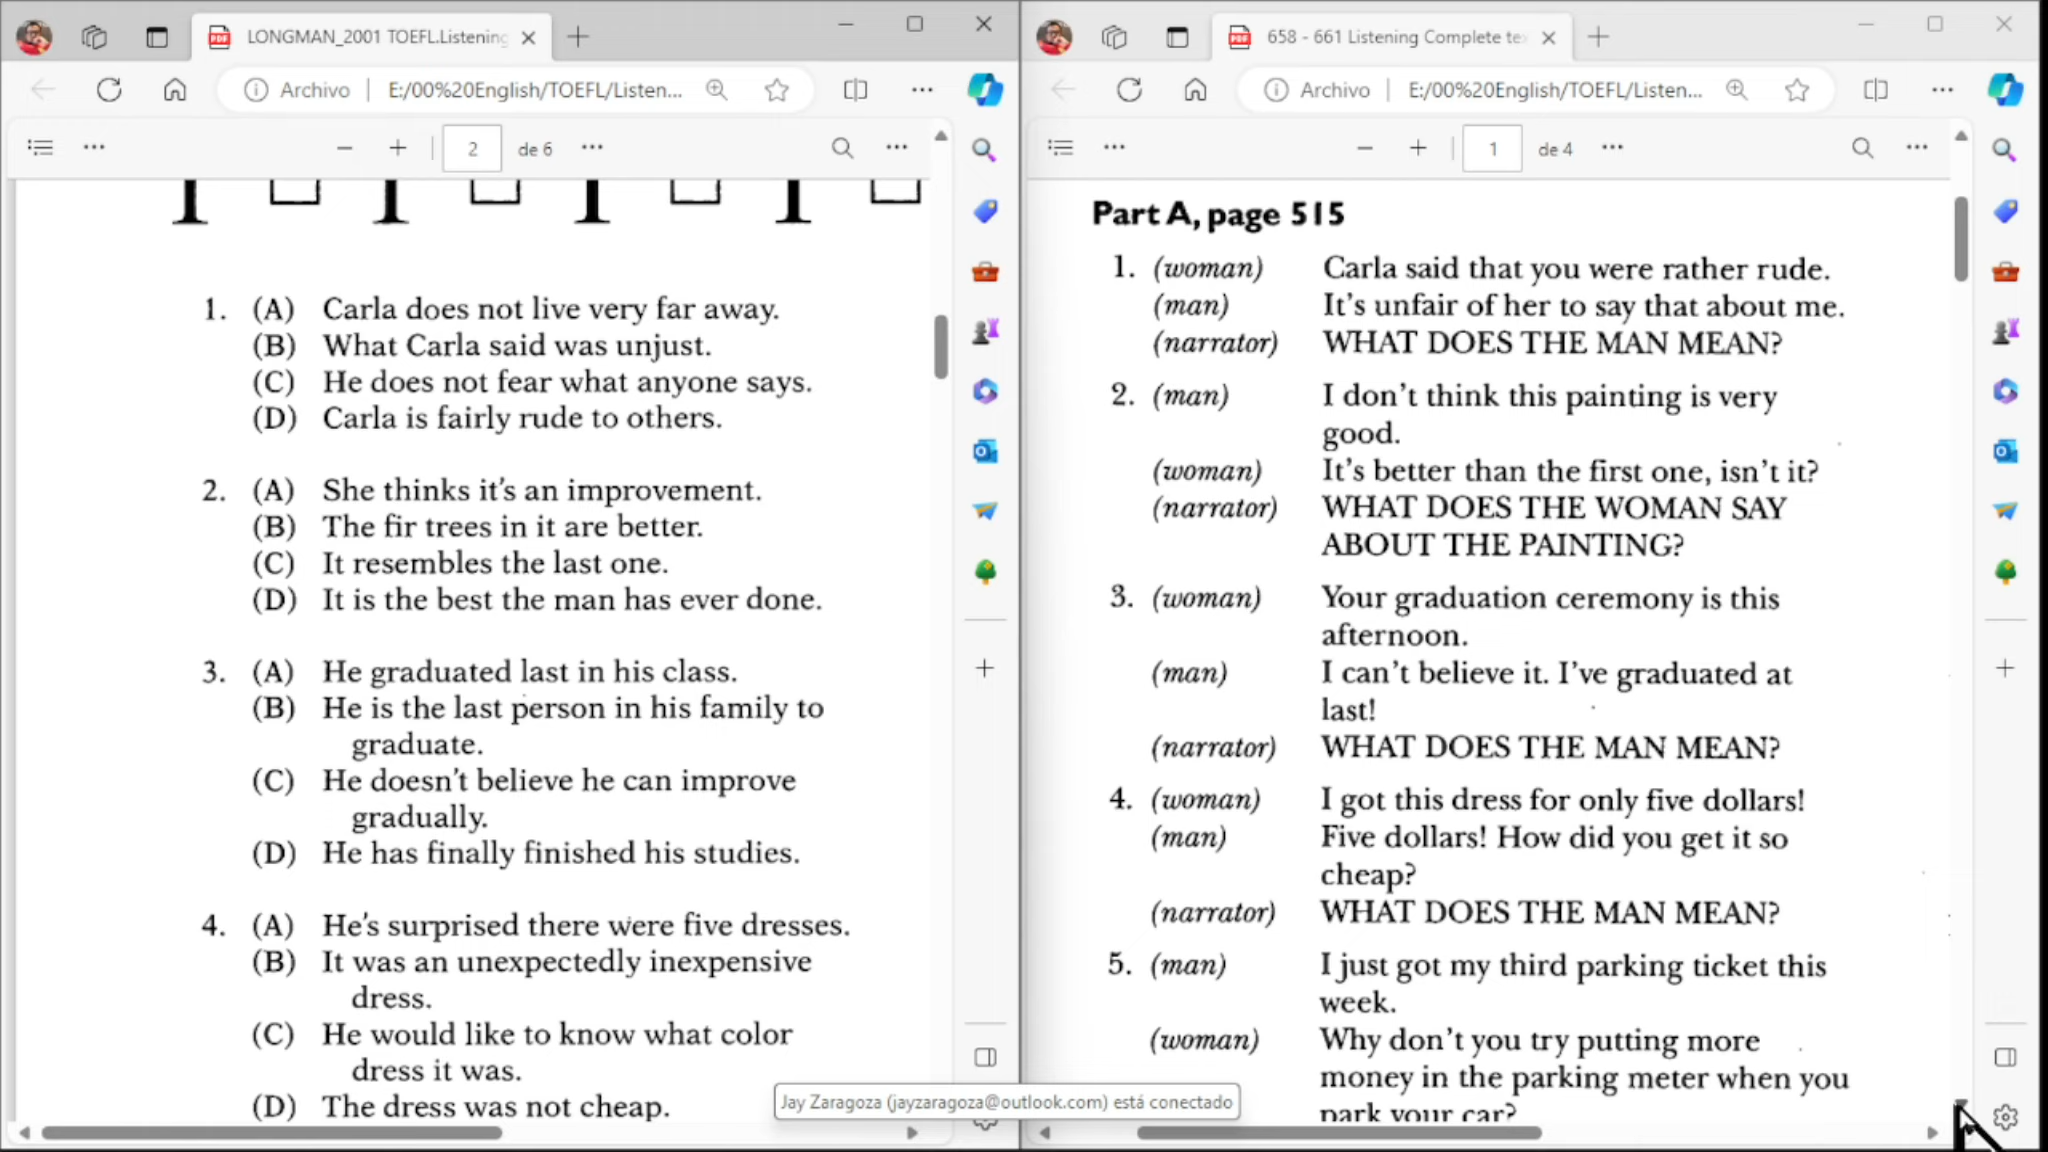 LONGMAN_2001 TOEFL.Listening
Archivo
E:/00%20English/TOEFL/Listen...
2
de 6
1. (A) Carla does not live very far away.
(B) What Carla said was unjust.
(C) He does not fear what anyone says.
(D) Carla is fairly rude to others.
2. (A) She thinks it's an improvement.
(B) The fir trees in it are better.
(C) It resembles the last one.
(D) It is the best the man has ever done.
3. (A) He graduated last in his class.
(B) He is the last person in his family to
graduate.
(C) He doesn't believe he can improve
gradually.
(D) He has finally finished his studies.
4. (A) He's surprised there were five dresses.
(B) It was an unexpectedly inexpensive
dress.
(C) He would like to know what color
dress it was.
(D) The dress was not cheap.
Jay Zaragoza (jayzaragoza@outlook.com) está conectado
658 - 661 Listening Complete te
Archivo
E:/00%20English/TOEFL/Listen...
1
de 4
Part A, page 515
1. (woman) Carla said that you were rather rude.
(man) It's unfair of her to say that about me.
(narrator) WHAT DOES THE MAN MEAN?
2. (man) I don't think this painting is very
good.
(woman) It's better than the first one, isn't it?
(narrator) WHAT DOES THE WOMAN SAY
ABOUT THE PAINTING?
3. (woman) Your graduation ceremony is this
afternoon.
(man) I can't believe it. I've graduated at
last!
(narrator) WHAT DOES THE MAN MEAN?
4. (woman) I got this dress for only five dollars!
(man) Five dollars! How did you get it so
cheap?
(narrator) WHAT DOES THE MAN MEAN?
5. (man) I just got my third parking ticket this
week.
(woman) Why don't you try putting more
money in the parking meter when you
park your car?